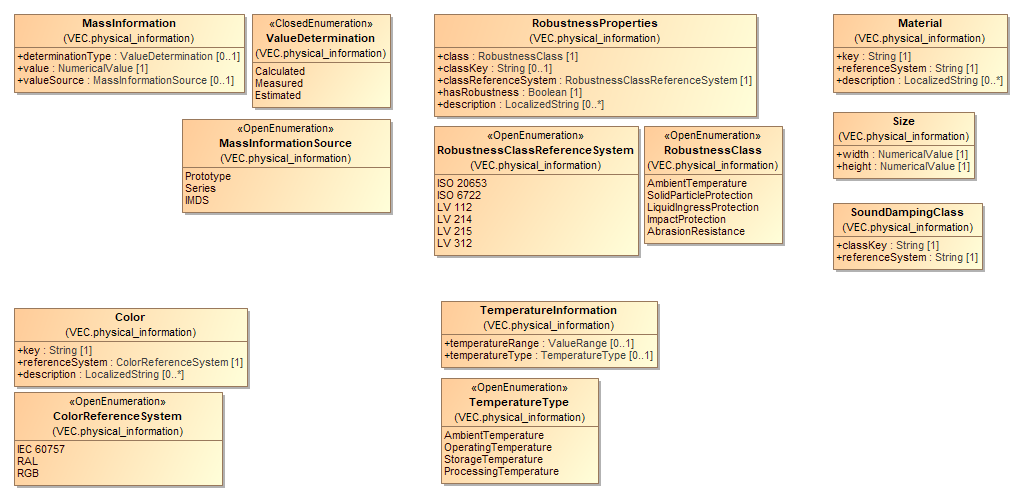 MassInformation
(VEC.physical_information)
+determinationType : ValueDetermination [0..1]
+value : NumericalValue [1]
+valueSource : MassInformationSource [0..1]
«ClosedEnumeration»
ValueDetermination
(VEC.physical_information)
Calculated
Measured
Estimated
«OpenEnumeration»
MassInformationSource
(VEC.physical_information)
Prototype
Series
IMDS
RobustnessProperties
(VEC.physical_information)
+class : RobustnessClass [1]
+classKey : String [0..1]
+classReferenceSystem : RobustnessClassReferenceSystem [1]
+hasRobustness : Boolean [1]
+description : LocalizedString [0..*]
«OpenEnumeration»
RobustnessClassReferenceSystem
(VEC.physical_information)
ISO 20653
ISO 6722
LV 112
LV 214
LV 215
LV 312
«OpenEnumeration»
RobustnessClass
(VEC.physical_information)
AmbientTemperature
SolidParticleProtection
LiquidIngressProtection
ImpactProtection
AbrasionResistance
Material
(VEC.physical_information)
+key : String [1]
+referenceSystem : String [1]
+description : LocalizedString [0..*]
Size
(VEC.physical_information)
+width : NumericalValue [1]
+height : NumericalValue [1]
SoundDampingClass
(VEC.physical_information)
+classKey : String [1]
+referenceSystem : String [1]
Color
(VEC.physical_information)
+key : String [1]
+referenceSystem : ColorReferenceSystem [1]
+description : LocalizedString [0..*]
«OpenEnumeration»
ColorReferenceSystem
(VEC.physical_information)
IEC 60757
RAL
RGB
TemperatureInformation
(VEC.physical_information)
+temperatureRange : ValueRange [0..1]
+temperatureType : TemperatureType [0..1]
«OpenEnumeration»
TemperatureType
(VEC.physical_information)
AmbientTemperature
OperatingTemperature
StorageTemperature
ProcessingTemperature